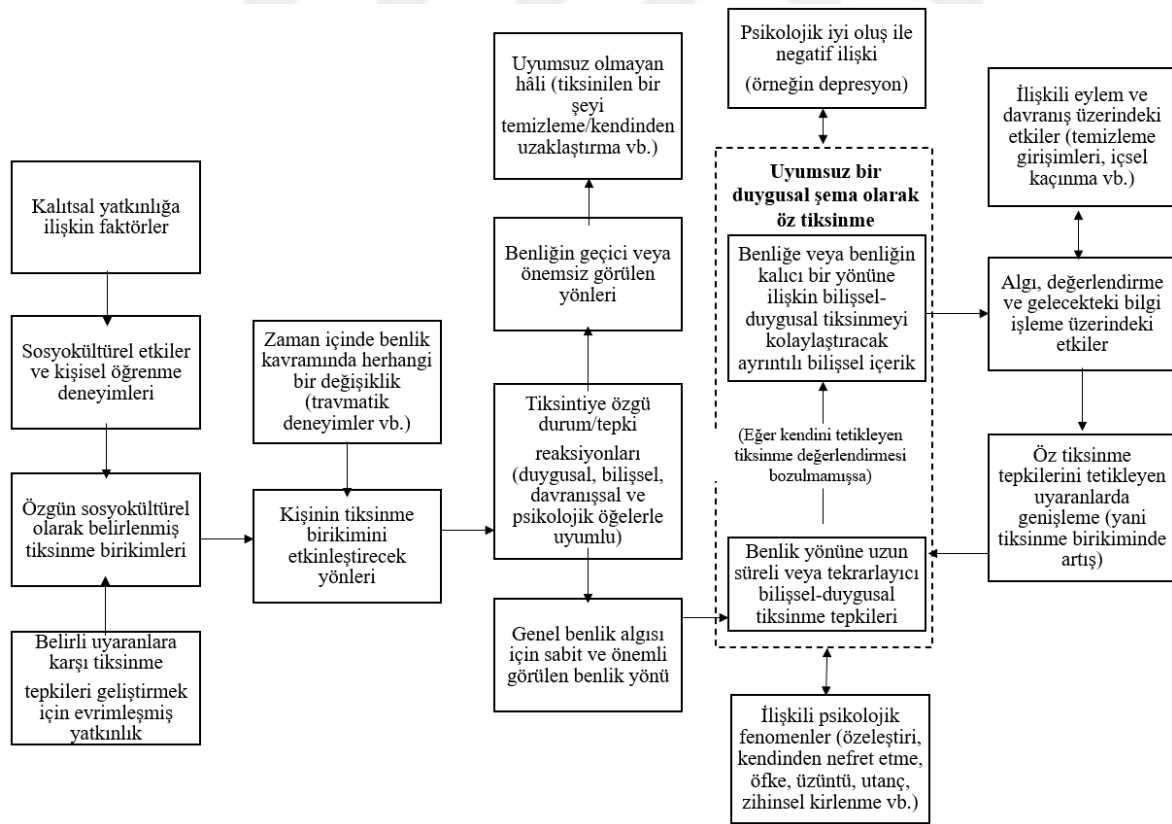 Kalıtsal yatkınlığa
ilişkin faktörler
Sosyokültürel etkiler
ve kişisel öğrenme
deneyimleri
Özgün sosyokültürel
olarak belirlenmiş
tiksinme birikimleri
Belirli uyaranlara
karşı tiksinme
tepkileri geliştirmek
için evrimleşmiş
yatkınlık
Zaman içinde benlik
kavramında herhangi
bir değişiklik
(travmatik
deneyimler vb.)
Kişinin tiksinme
birikimini
etkinleştirecek
yönleri
Uyumsuz olmayan
hâli (tiksinilen bir
şeyi
temizleme/kendinden
uzaklaştırma vb.)
Benliğin geçici veya
önemsiz görülen
yönleri
Tiksintiye özgü
durum/tepki
reaksiyonları
(duygusal, bilişsel,
davranışsal ve
psikolojik öğelerle
uyumlu)
Genel benlik algısı
için sabit ve önemli
görülen benlik yönü
Psikolojik iyi oluş ile
negatif ilişki
(örneğin depresyon)
Uyumsuz bir
duygusal şema olarak
öz tiksinme
Benliğe veya benliğin
kalıcı bir yönüne
ilişkin bilişsel-
duygusal tiksinmeyi
kolaylaştıracak
ayrıntılı bilişsel içerik
(Eğer kendini tetikleyen
tiksinme değerlendirmesi
bozulmamışsa)
Benlik yönüne uzun
süreli veya tekrarlayıcı
bilişsel-duygusal
tiksinme tepkileri
İlişkili psikolojik
fenomenler (özeleştiri,
kendinden nefret etme,
öfke, üzüntü, utanç,
zihinsel kirlenme vb.)
İlişkili eylem ve
davranış üzerindeki
etkiler (temizleme
girişimleri, içsel
kaçınma vb.)
Algı, değerlendirme
ve gelecekteki bilgi
işleme üzerindeki
etkiler
Öz tiksinme
tepkilerini tetikleyen
uyaranlarda
genişleme (yani
tiksinme birikiminde
artış)